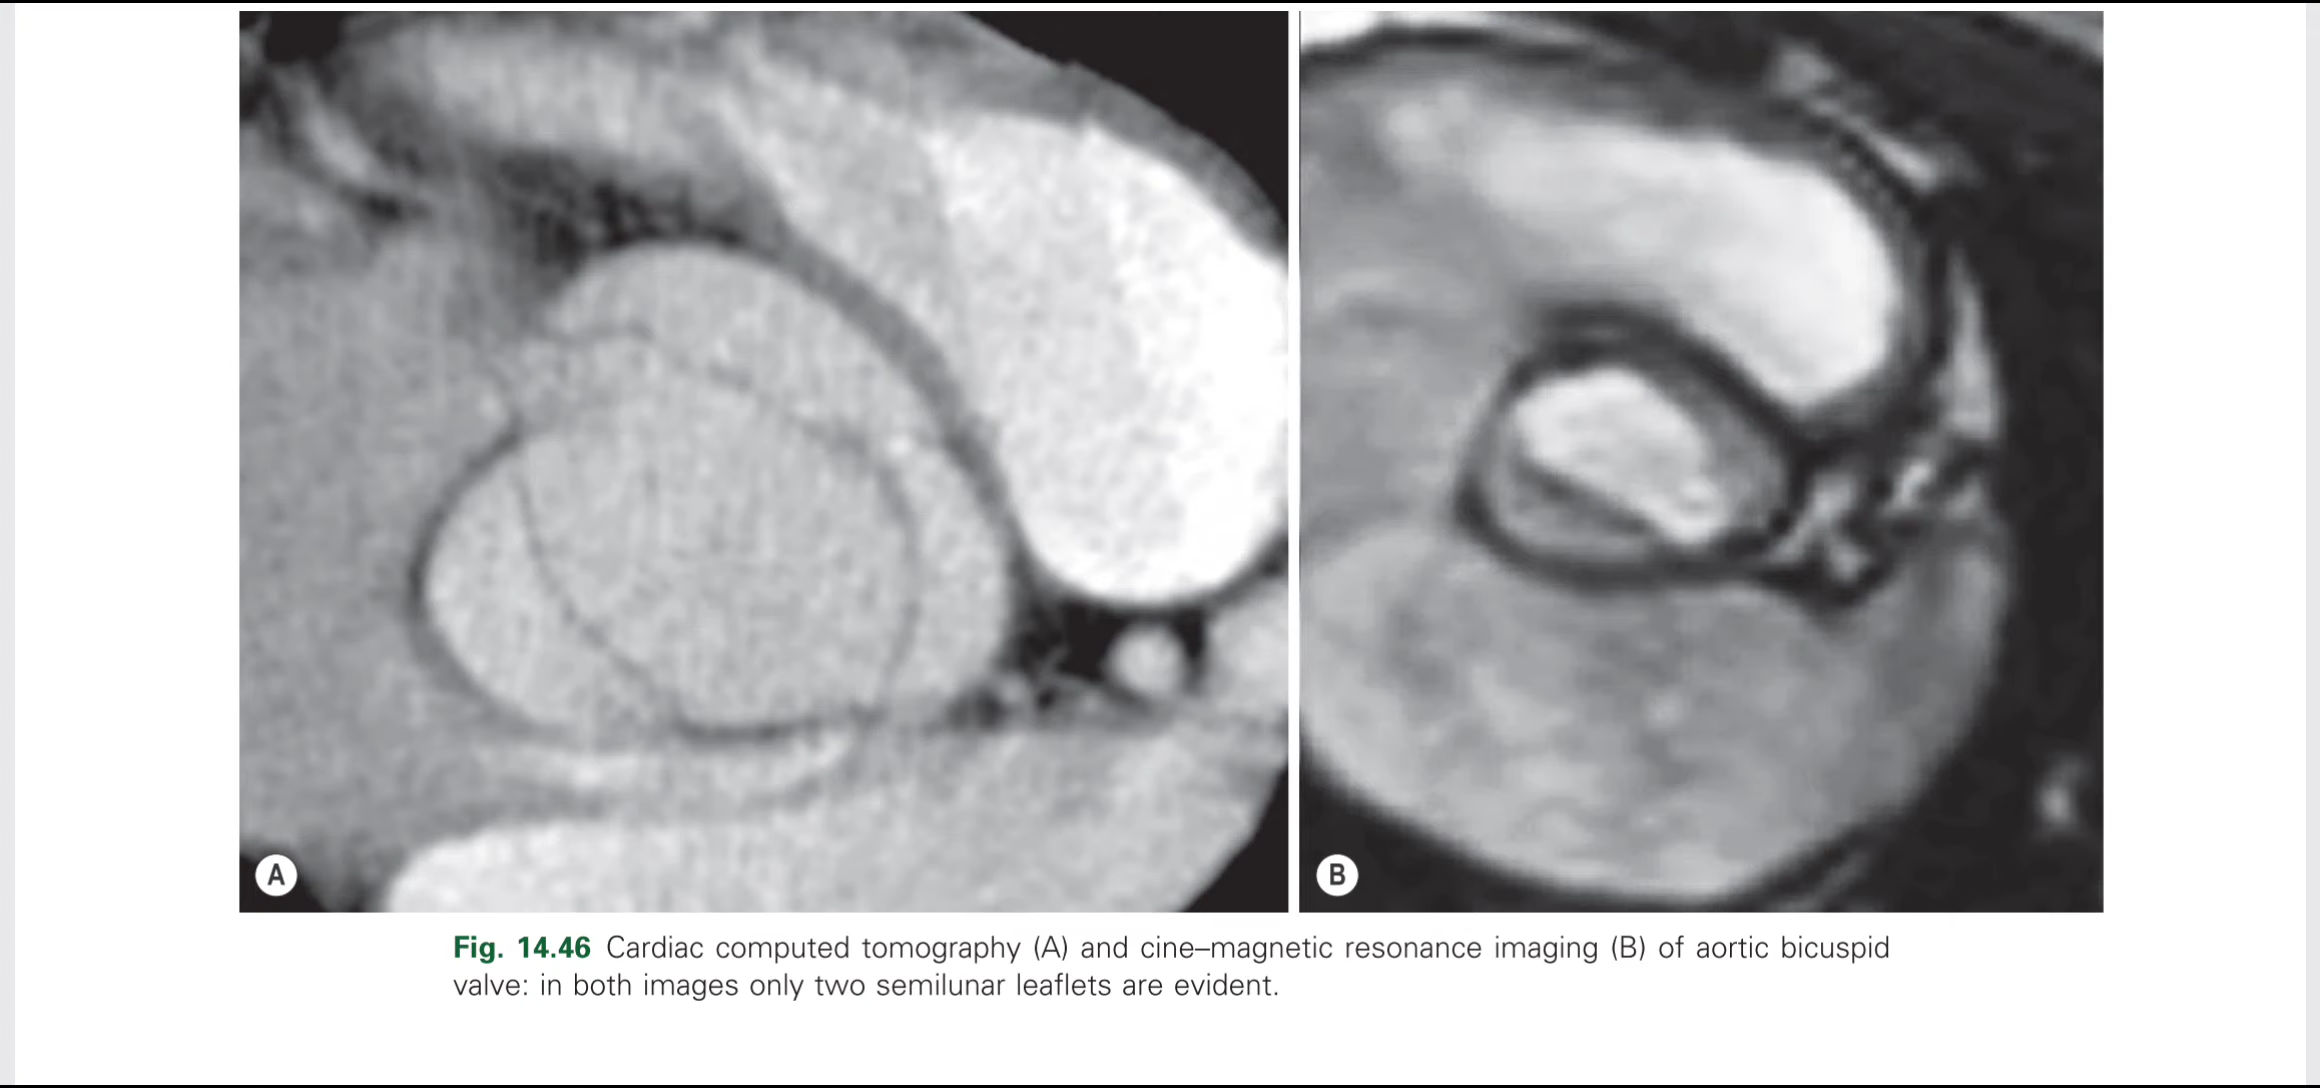 A
B
Fig. 14.46 Cardiac computed tomography (A) and cine–magnetic resonance imaging (B) of aortic bicuspid
valve: in both images only two semilunar leaflets are evident.